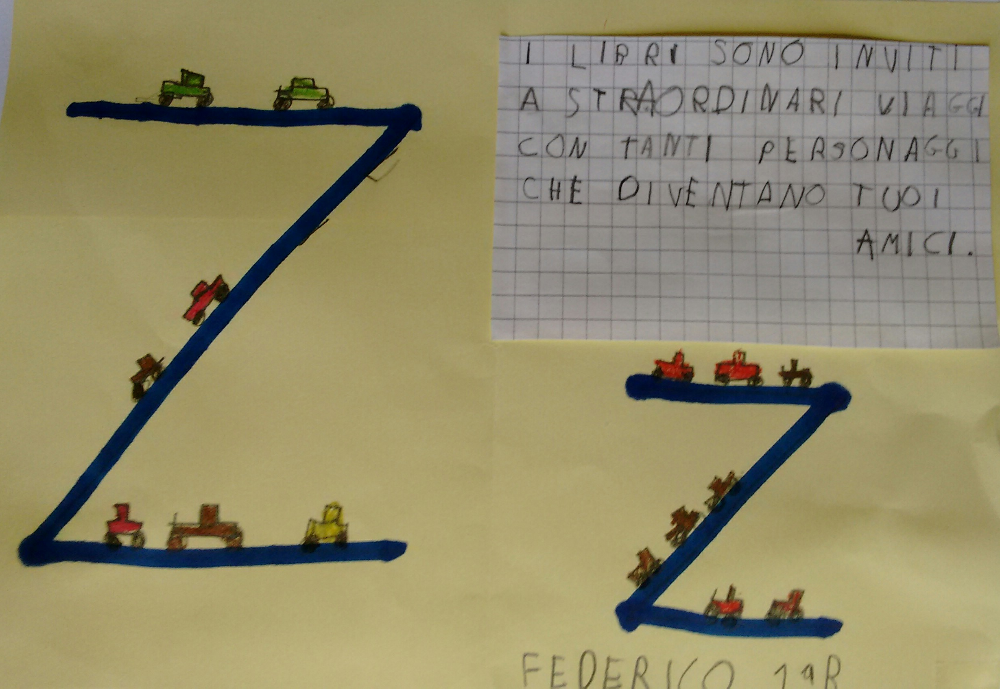 I LIBRI SONO INVITI
A STRAORDINARI VIAGGI
CON TANTI PERSONAGGI
CHE DIVENTANO TUOI
AMICI.
Z
Z
FEDERICO 1ªB